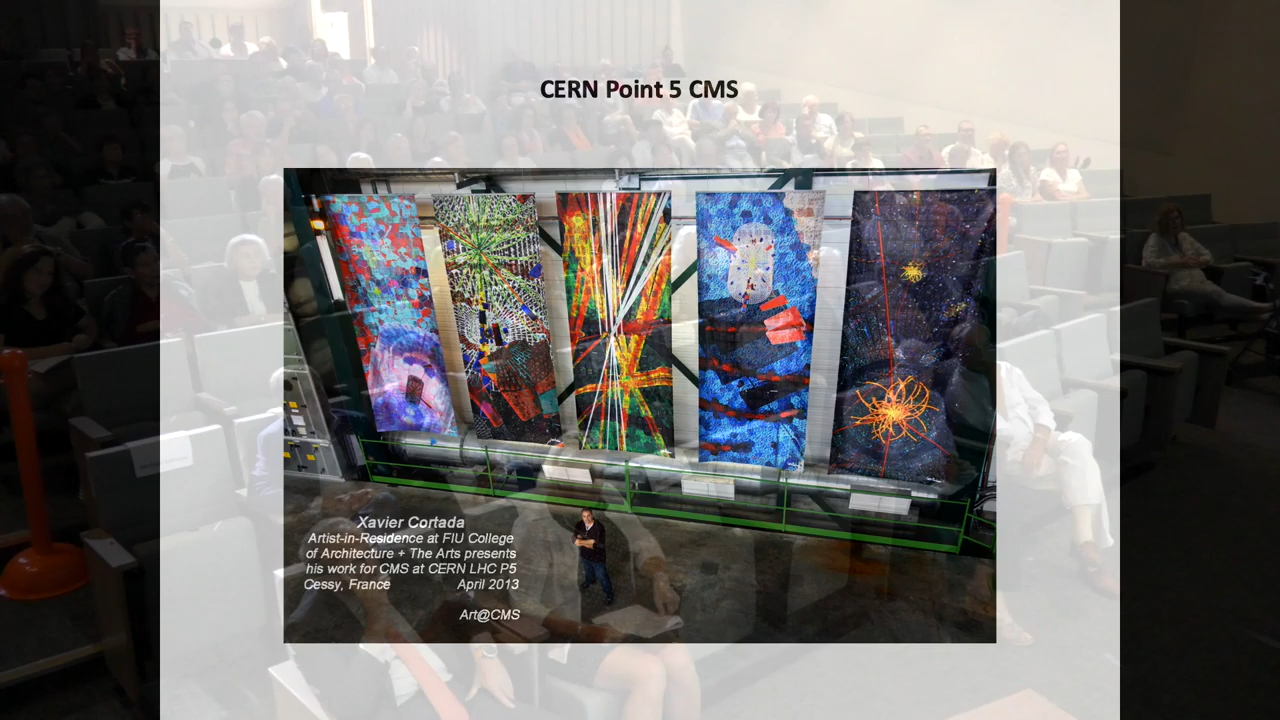 CERN Point 5 CMS
Xavier Cortada
Artist-in-Residence at FIU College
of Architecture + The Arts presents
his work for CMS at CERN LHC P5
Cessy, France April 2013
Art@CMS